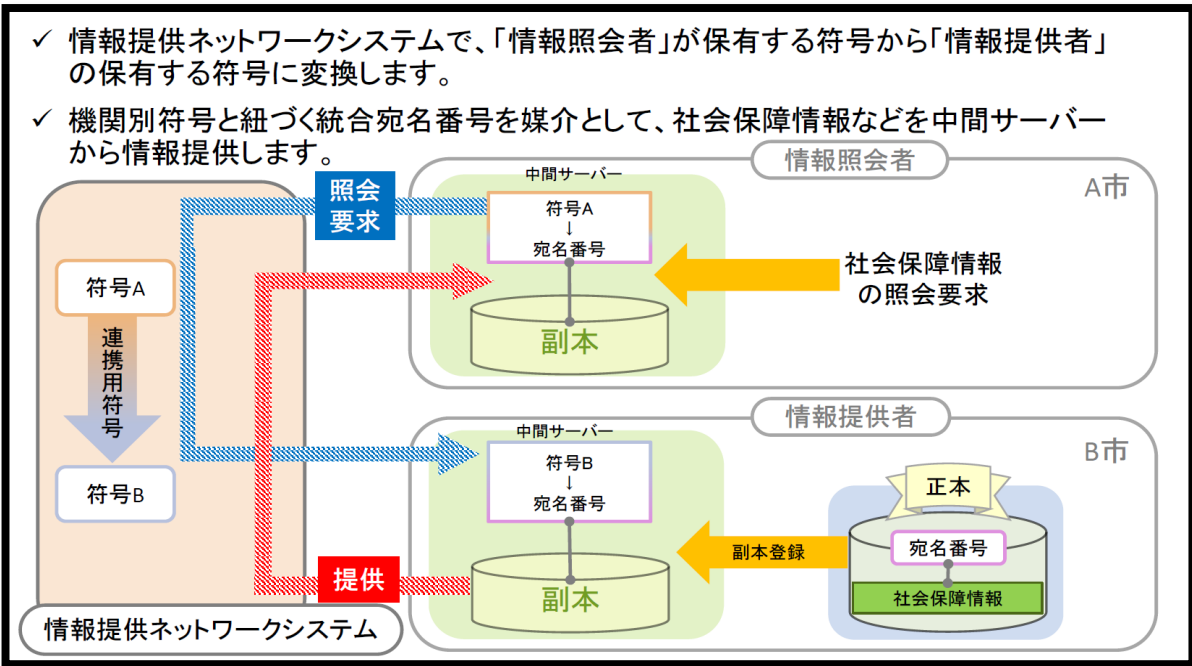 ✓ 情報提供ネットワークシステムで、「情報照会者」が保有する符号から「情報提供者」
の保有する符号に変換します。
✓ 機関別符号と紐づく統合宛名番号を媒介として、社会保障情報などを中間サーバー
から情報提供します。
情報照会者
A市
中間サーバー
照会
要求
符号A
↓
宛名番号
社会保障情報
の照会要求
副本
符号A
連携用符号
符号B
情報提供者
B市
中間サーバー
符号B
↓
宛名番号
正本
宛名番号
副本登録
社会保障情報
提供
副本
情報提供ネットワークシステム